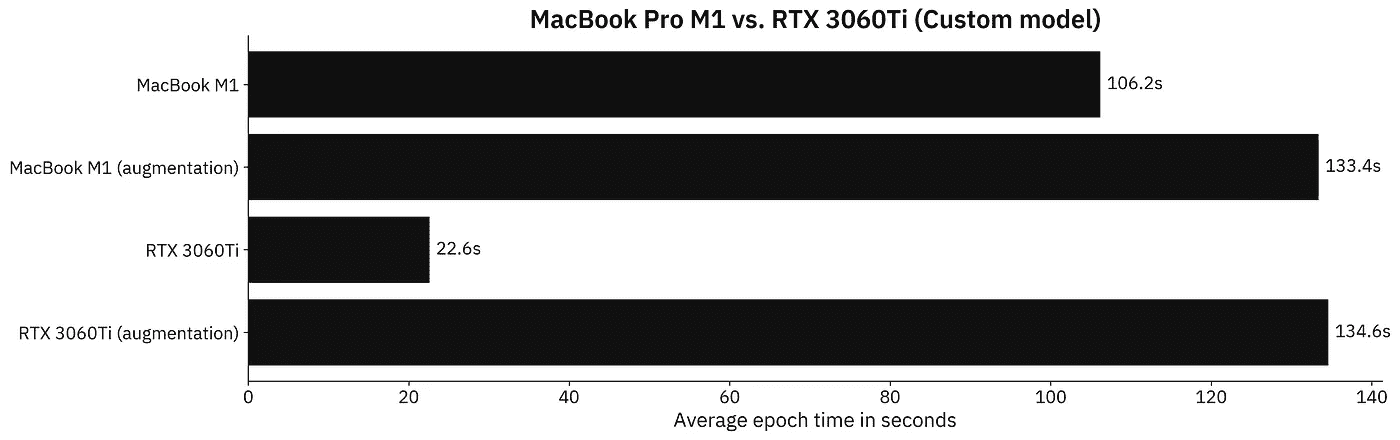 MacBook Pro M1 vs. RTX 3060Ti (Custom model)
MacBook M1
106.2s
MacBook M1 (augmentation)
133.4s
RTX 3060Ti
22.6s
RTX 3060Ti (augmentation)
134.6s
0 20 40 60 80 100 120 140
Average epoch time in seconds